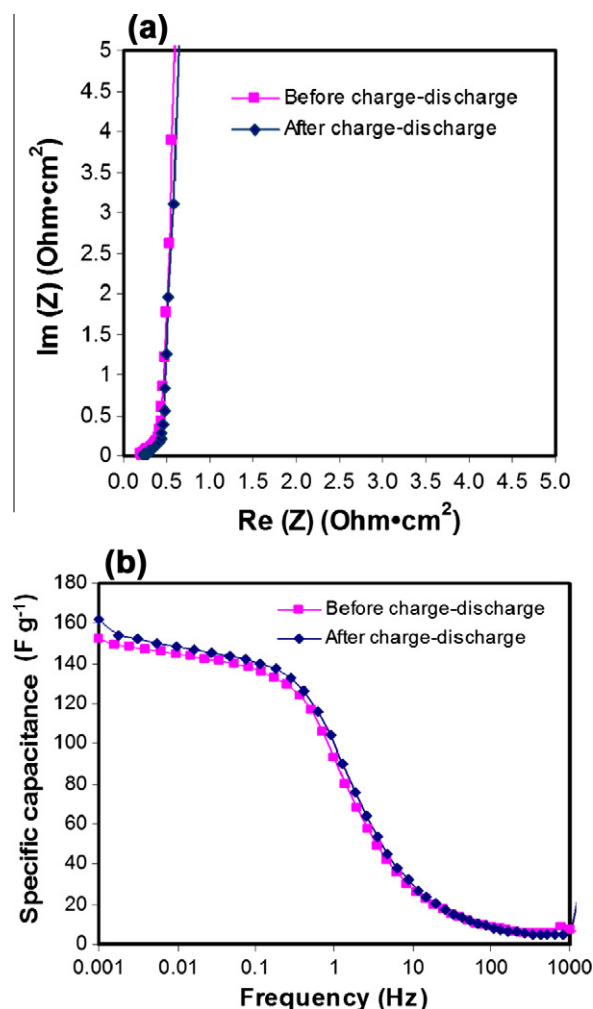 (a)
Im (Z) (Ohm•cm²)
5
4.5
4
3.5
3
2.5
2
1.5
1
0.5
0
Before charge-discharge
After charge-discharge
0.0 0.5 1.0 1.5 2.0 2.5 3.0 3.5 4.0 4.5 5.0
Re (Z) (Ohm•cm²)
(b)
Specific capacitance (F g⁻¹)
180
160
140
120
100
80
60
40
20
0
Before charge-discharge
After charge-discharge
0.001 0.01 0.1 1 10 100 1000
Frequency (Hz)